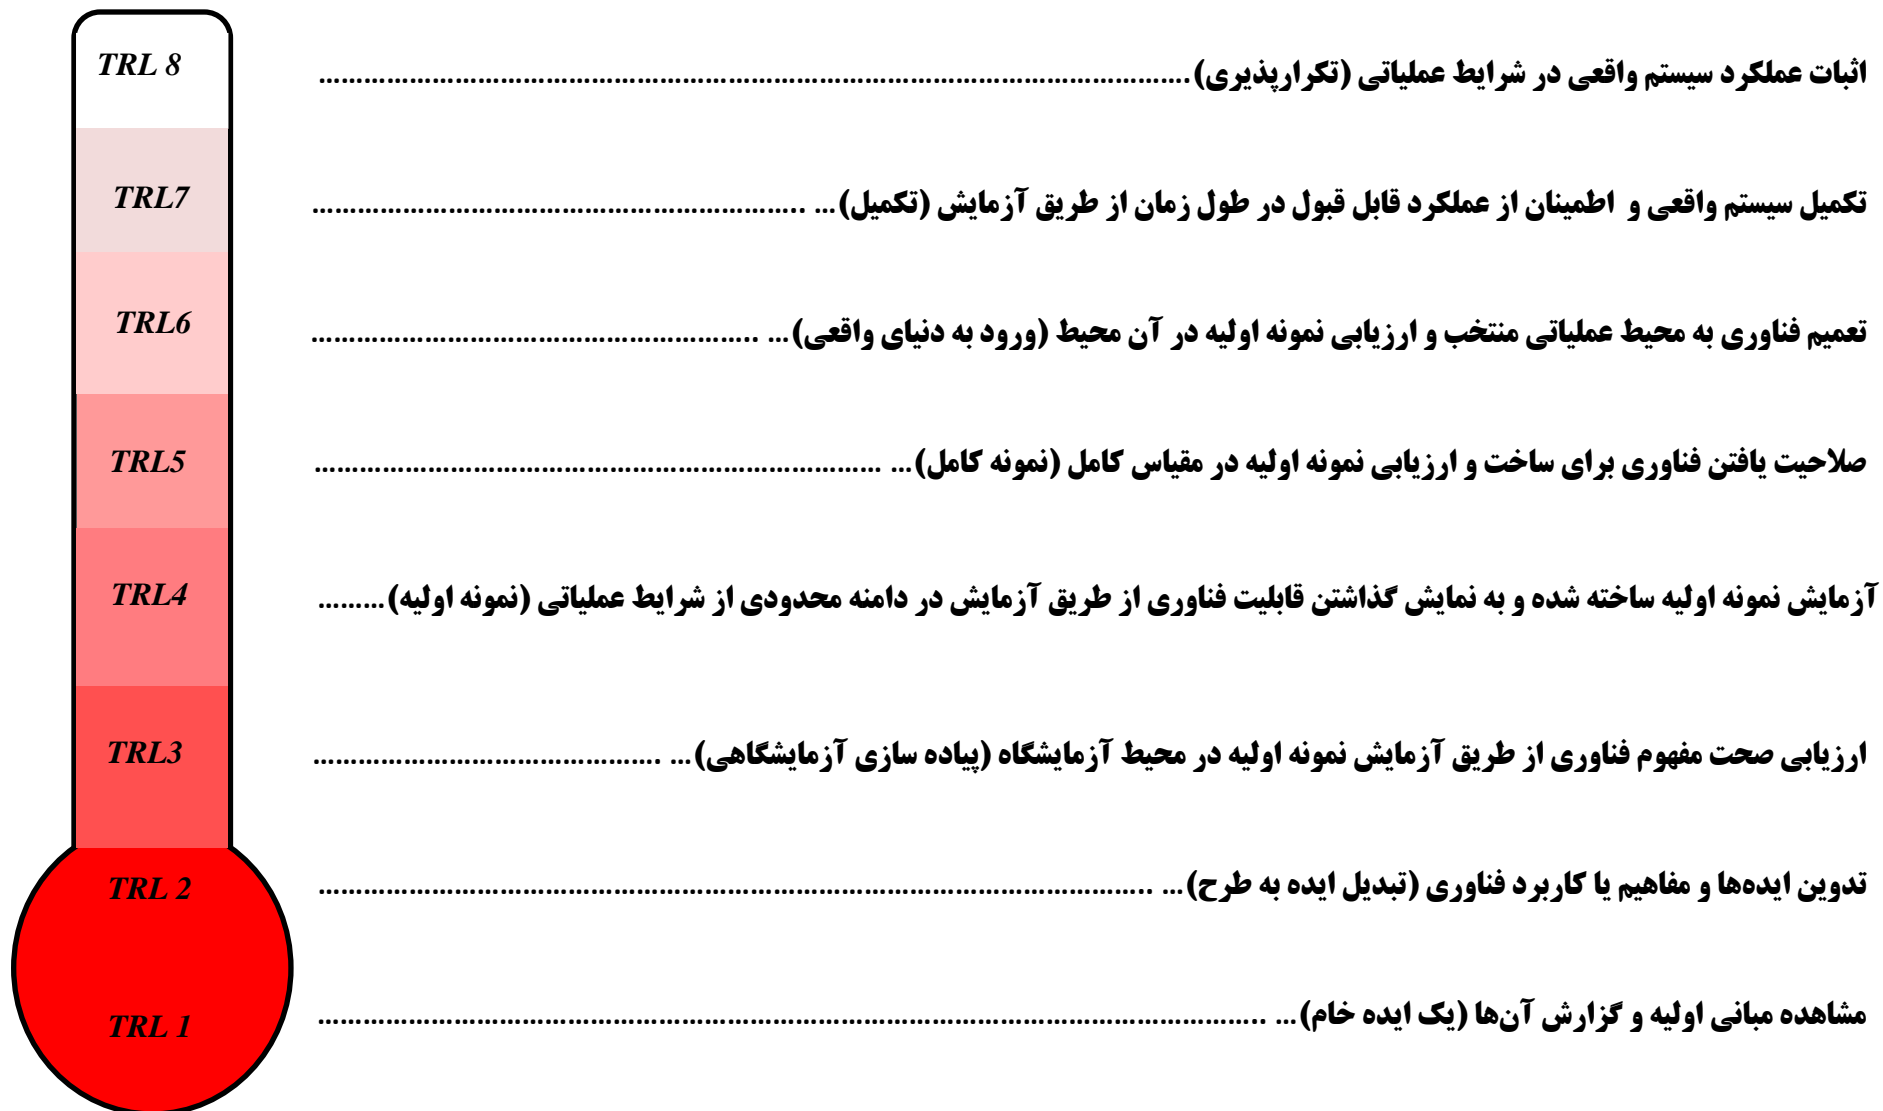 TRL 8 اثبات عملکرد سیستم واقعی در شرایط عملیاتی (تکرارپذیری)................................
TRL7 تکمیل سیستم واقعی و اطمینان از عملکرد قابل قبول در طول زمان از طریق آزمایش (تکمیل)... ................................
TRL6 تعمیم فناوری به محیط عملیاتی منتخب و ارزیابی نمونه اولیه در آن محیط (ورود به دنیای واقعی)... ................................
TRL5 صلاحیت یافتن فناوری برای ساخت و ارزیابی نمونه اولیه در مقیاس کامل (نمونه کامل)... ................................
TRL4 آزمایش نمونه اولیه ساخته شده و به نمایش گذاشتن قابلیت فناوری از طریق آزمایش در دامنه محدودی از شرایط عملیاتی (نمونه اولیه).........
TRL3 ارزیابی صحت مفهوم فناوری از طریق آزمایش نمونه اولیه در محیط آزمایشگاه (پیاده سازی آزمایشگاهی)... ................................
TRL 2 تدوین ایده‌ها و مفاهیم یا کاربرد فناوری (تبدیل ایده به طرح)... ................................
TRL 1 مشاهده مبانی اولیه و گزارش آن‌ها (یک ایده خام)... ................................